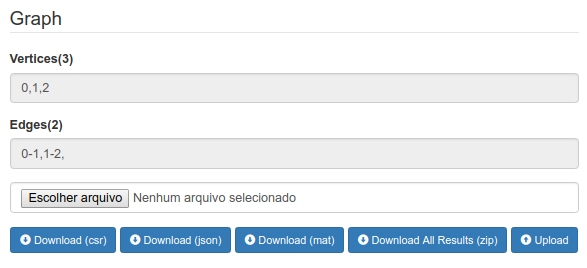 Graph
Vertices(3)
0,1,2
Edges(2)
0-1,1-2,
Escolher arquivo Nenhum arquivo selecionado
Download (csr) Download (json) Download (mat) Download All Results (zip) Upload